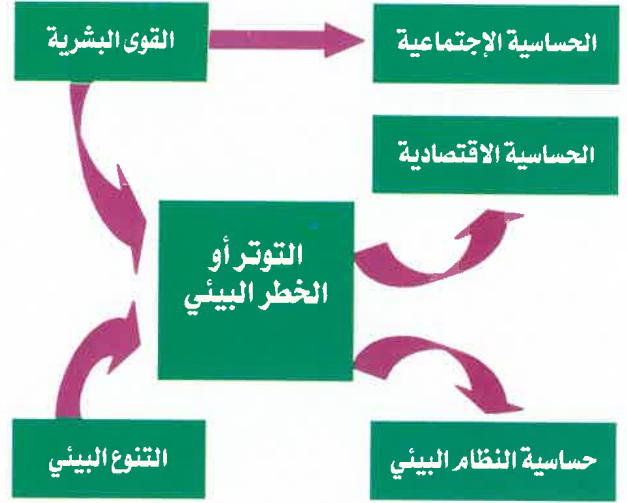 القوى البشرية
الحساسية الإجتماعية
الحساسية الاقتصادية
التوتر أو
الخطر البيئي
التنوع البيئي
حساسية النظام البيئي